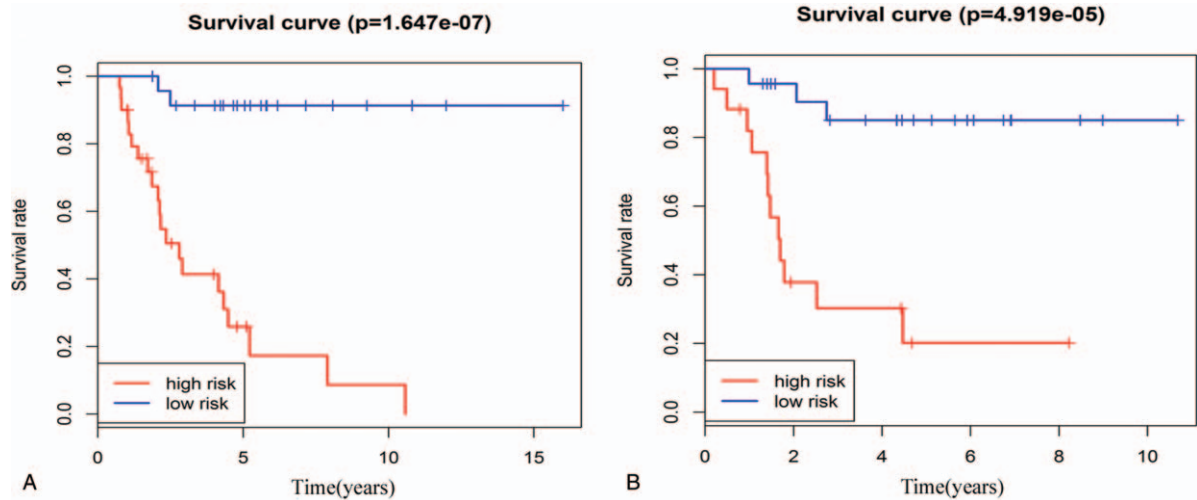 Survival curve (p=1.647e-07)
Survival rate
1.0
0.8
0.6
0.4
0.2
0.0
high risk
low risk
0 5 10 15
Time(years)
A
Survival curve (p=4.919e-05)
Survival rate
1.0
0.8
0.6
0.4
0.2
0.0
high risk
low risk
0 2 4 6 8 10
Time(years)
B